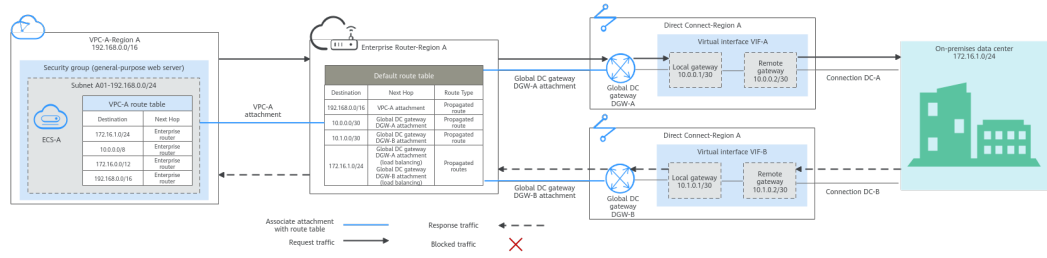 VPC-A-Region A
192.168.0.0/16
Security group (general-purpose web server)
Subnet A01-192.168.0.0/24
ECS-A
VPC-A route table
Destination Next Hop
172.16.1.0/24 Enterprise router
10.0.0.0/8 Enterprise router
172.16.0.0/12 Enterprise router
192.168.0.0/16 Enterprise router
VPC-A
attachment
Enterprise Router-Region A
Default route table
Destination Next Hop Route Type
192.168.0.0/16 VPC-A attachment Propagated route
10.0.0.0/30 Global DC gateway DGW-A attachment Propagated route
10.1.0.0/30 Global DC gateway DGW-B attachment Propagated route
172.16.1.0/24 Global DC gateway DGW-A attachment (load balancing) Global DC gateway DGW-B attachment (load balancing) Propagated routes
Global DC gateway
DGW-A attachment
Global DC gateway
DGW-B attachment
Direct Connect-Region A
Virtual interface VIF-A
Global DC
gateway
DGW-A
Local gateway
10.0.0.1/30
Remote
gateway
10.0.0.2/30
Connection DC-A
Direct Connect-Region A
Virtual interface VIF-B
Global DC
gateway
DGW-B
Local gateway
10.1.0.1/30
Remote
gateway
10.1.0.2/30
Connection DC-B
On-premises data center
172.16.1.0/24
Associate attachment
with route table
Response traffic
Request traffic
Blocked traffic